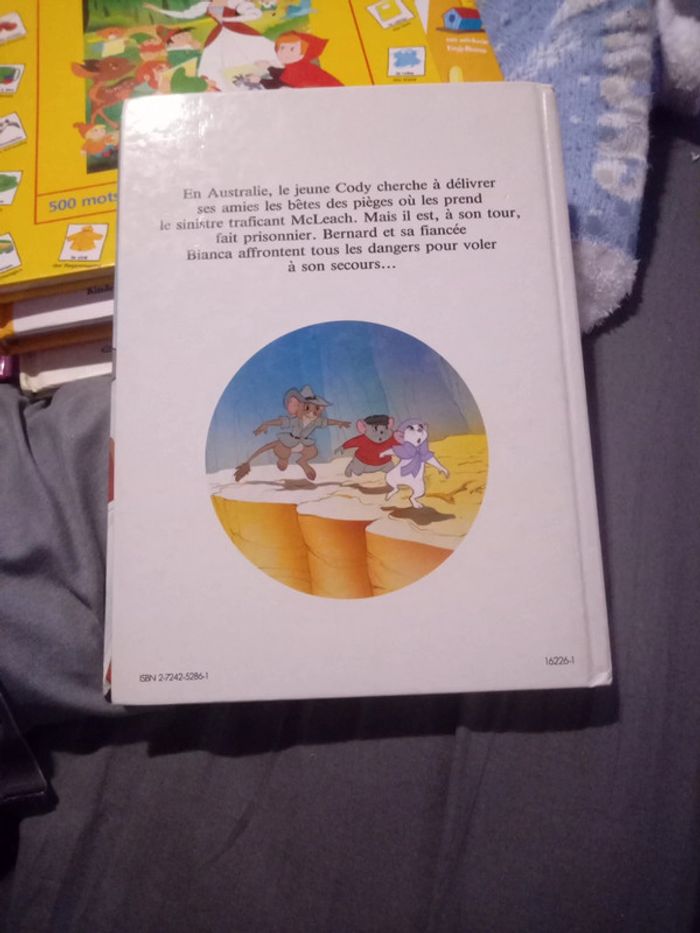 500 mots
En Australie, le jeune Cody cherche à délivrer
ses amies les bêtes des pièges où les prend
le sinistre traficant McLeach. Mais il est, à son tour,
fait prisonnier. Bernard et sa fiancée
Bianca affrontent tous les dangers pour voler
à son secours...
ISBN 2-7242-5286-1
16226-1